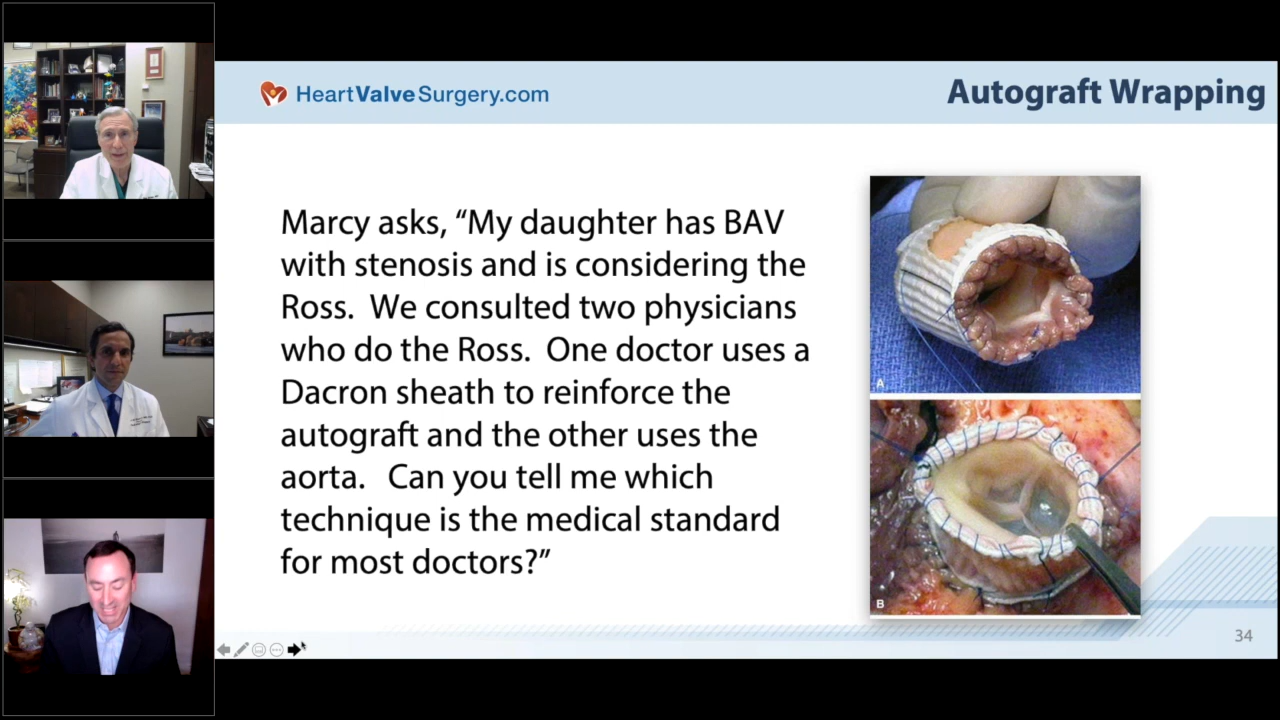 HeartValveSurgery.com
Autograft Wrapping
Marcy asks, “My daughter has BAV
with stenosis and is considering the
Ross.  We consulted two physicians
who do the Ross.  One doctor uses a
Dacron sheath to reinforce the
autograft and the other uses the
aorta.   Can you tell me which
technique is the medical standard
for most doctors?”
A
B
34